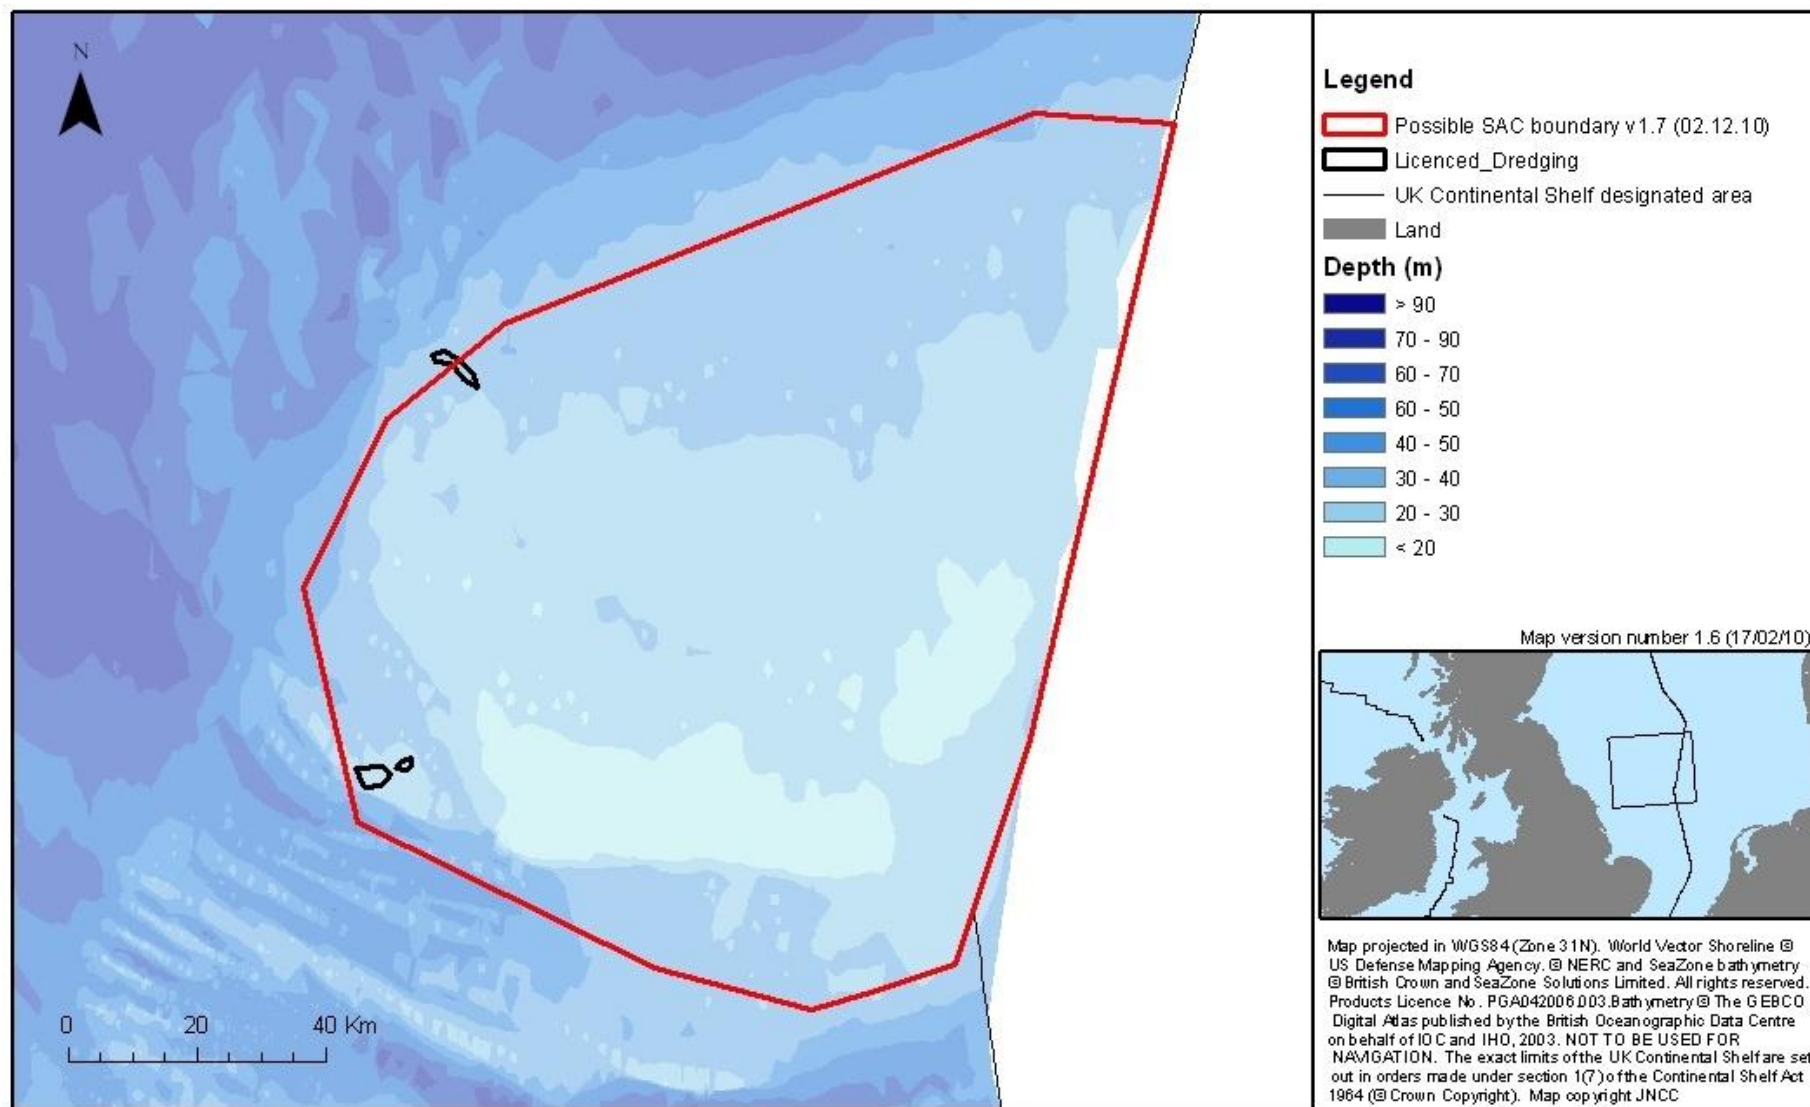 N
0 20 40 Km
Legend
Possible SAC boundary v1.7 (02.12.10)
Licenced_Dredging
UK Continental Shelf designated area
Land
Depth (m)
> 90
70 - 90
60 - 70
60 - 50
40 - 50
30 - 40
20 - 30
< 20
Map version number 1.6 (17/02/10)
Map projected in WGS84 (Zone 31N). World Vector Shoreline ©
US Defense Mapping Agency. © NERC and SeaZone bathymetry
© British Crown and SeaZone Solutions Limited. All rights reserved.
Products Licence No. PGA042006.003.Bathymetry © The GEBCO
Digital Atlas published by the British Oceanographic Data Centre
on behalf of IOC and IHO, 2003. NOT TO BE USED FOR
NAVIGATION. The exact limits of the UK Continental Shelf are set
out in orders made under section 1(7) of the Continental Shelf Act
1964 (© Crown Copyright). Map copyright JNCC